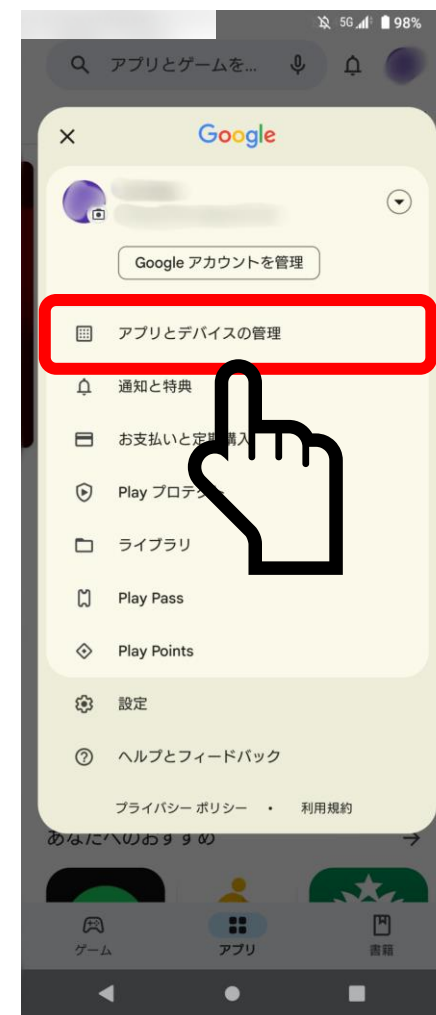 5G 98%
アプリとゲームを...
Google
Google アカウントを管理
アプリとデバイスの管理
通知と特典
お支払いと定期購入
Play プロテクト
ライブラリ
Play Pass
Play Points
設定
ヘルプとフィードバック
プライバシー ポリシー • 利用規約
あなたへのおすすめ
ゲーム アプリ 書籍